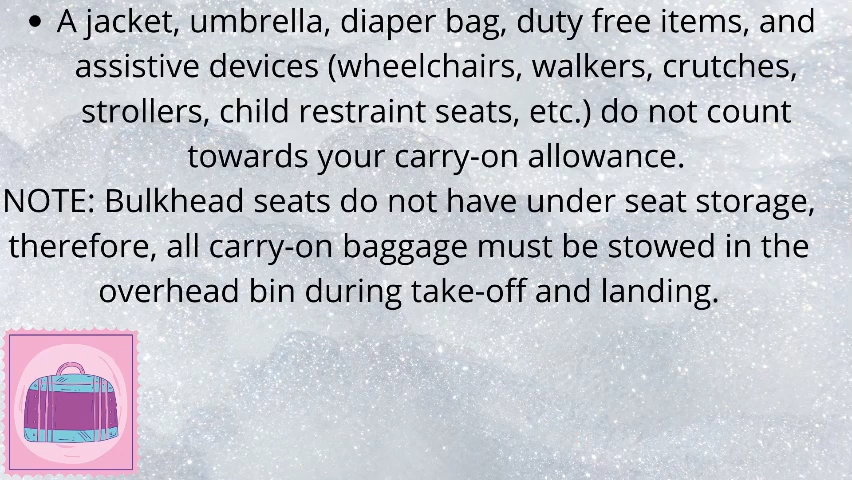 • A jacket, umbrella, diaper bag, duty free items, and
assistive devices (wheelchairs, walkers, crutches,
strollers, child restraint seats, etc.) do not count
towards your carry-on allowance.
NOTE: Bulkhead seats do not have under seat storage,
therefore, all carry-on baggage must be stowed in the
overhead bin during take-off and landing.